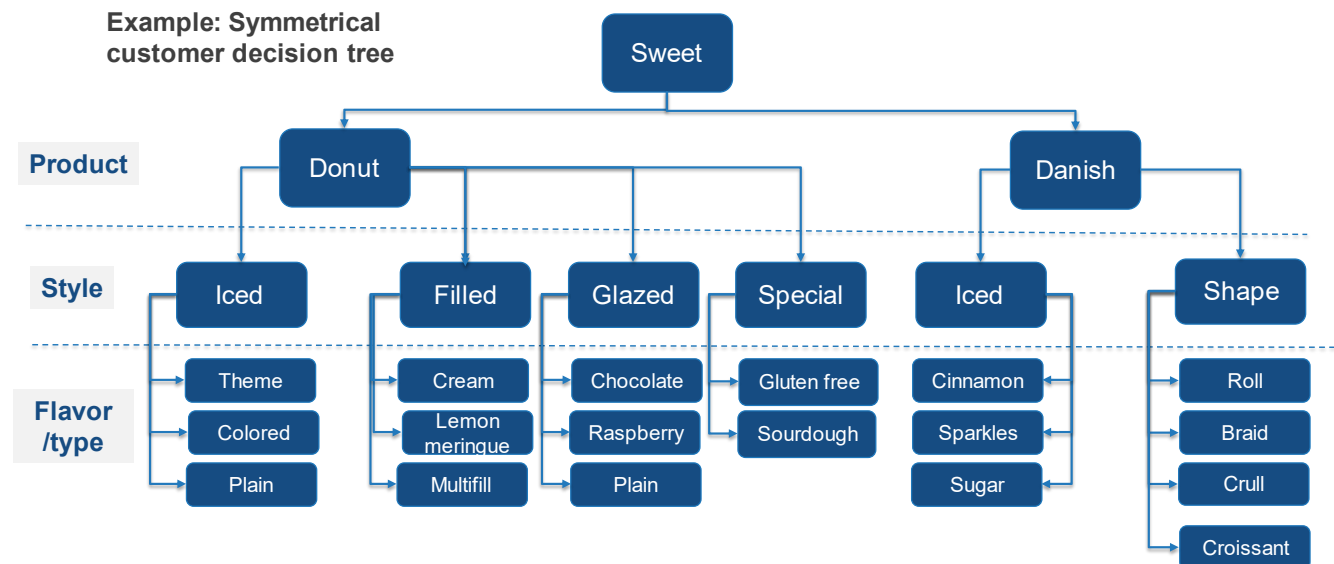 Example: Symmetrical
customer decision tree
Sweet
Product
Donut
Danish
Style
Iced
Filled
Glazed
Special
Iced
Shape
Flavor
/type
Theme
Colored
Plain
Cream
Lemon
meringue
Multifill
Chocolate
Raspberry
Plain
Gluten free
Sourdough
Cinnamon
Sparkles
Sugar
Roll
Braid
Crull
Croissant